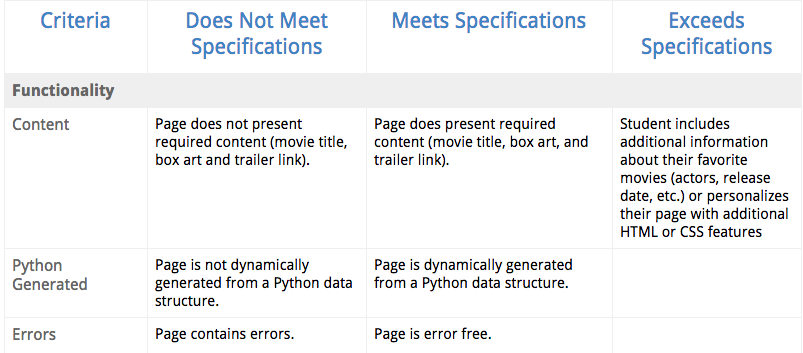 Criteria
Does Not Meet
Specifications
Meets Specifications
Exceeds
Specifications
Functionality
Content
Page does not present
required content (movie title,
box art and trailer link).
Page does present required
content (movie title, box art, and
trailer link).
Student includes
additional information
about their favorite
movies (actors, release
date, etc.) or personalizes
their page with additional
HTML or CSS features
Python
Generated
Page is not dynamically
generated from a Python data
structure.
Page is dynamically generated
from a Python data structure.
Errors
Page contains errors.
Page is error free.